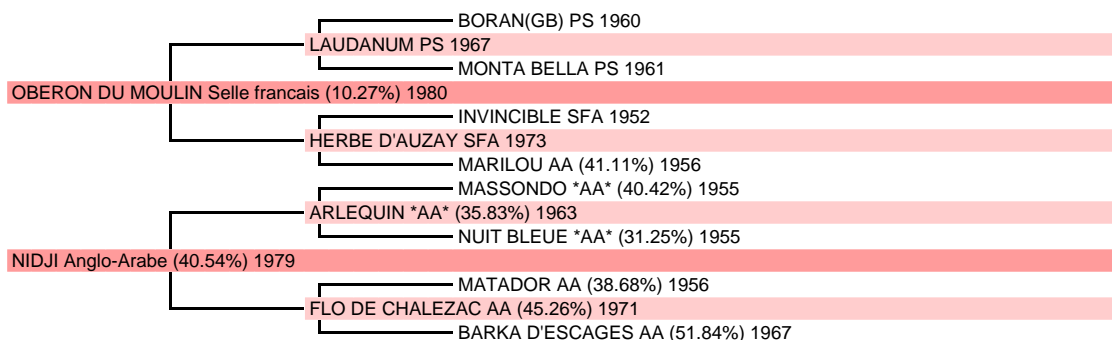 BORAN(GB) PS 1960
LAUDANUM PS 1967
MONTA BELLA PS 1961
OBERON DU MOULIN Selle francais (10.27%) 1980
INVINCIBLE SFA 1952
HERBE D'AUZAY SFA 1973
MARILOU AA (41.11%) 1956
MASSONDO *AA* (40.42%) 1955
ARLEQUIN *AA* (35.83%) 1963
NUIT BLEUE *AA* (31.25%) 1955
NIDJI Anglo-Arabe (40.54%) 1979
MATADOR AA (38.68%) 1956
FLO DE CHALEZAC AA (45.26%) 1971
BARKA D'ESCAGES AA (51.84%) 1967